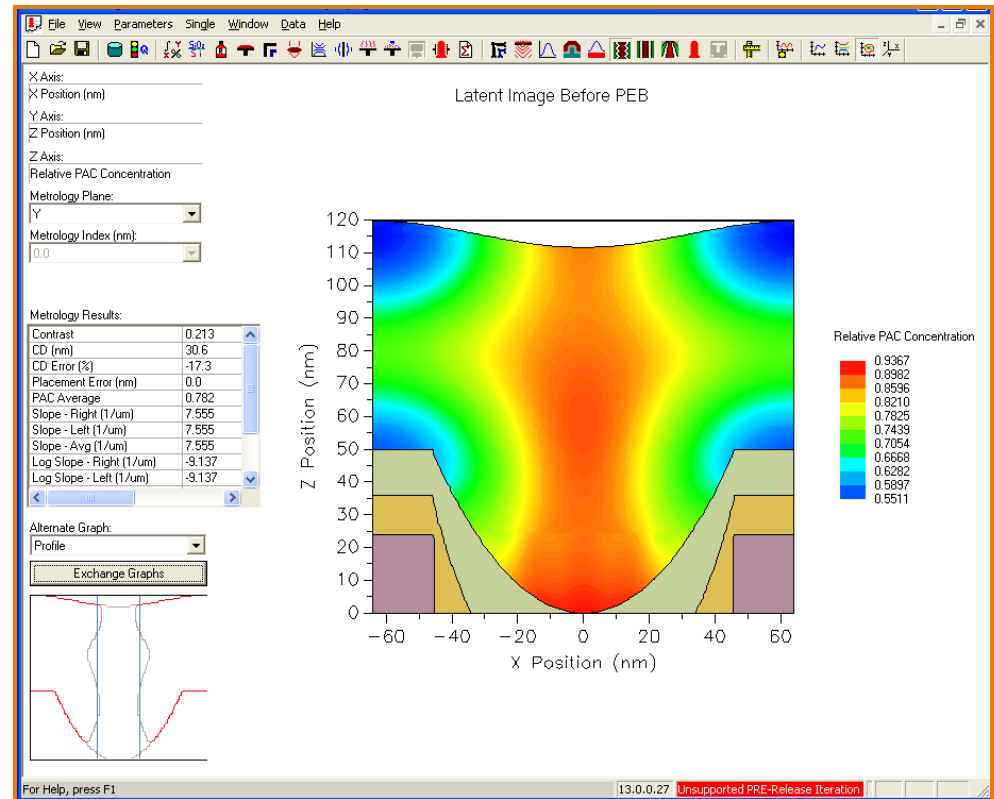 File View Parameters Single Window Data Help
X Axis:
X Position (nm)
Y Axis:
Z Position (nm)
Z Axis:
Relative PAC Concentration
Metrology Plane:
Y
Metrology Index (nm):
0.0
Metrology Results:
Contrast 0.213
CD (nm) 30.6
CD Error (%) -17.3
Placement Error (nm) 0.0
PAC Average 0.782
Slope - Right (1/um) 7.555
Slope - Left (1/um) 7.555
Slope - Avg (1/um) 7.555
Log Slope - Right (1/um) -9.137
Log Slope - Left (1/um) -9.137
Alternate Graph:
Profile
Exchange Graphs
Latent Image Before PEB
120
110
100
90
80
70
60
50
40
30
20
10
0
Z Position (nm)
-60 -40 -20 0 20 40 60
X Position (nm)
Relative PAC Concentration
0.9367
0.8982
0.8596
0.8210
0.7825
0.7439
0.7054
0.6668
0.6282
0.5897
0.5511
For Help, press F1
13.0.0.27 Unsupported PRE-Release Iteration